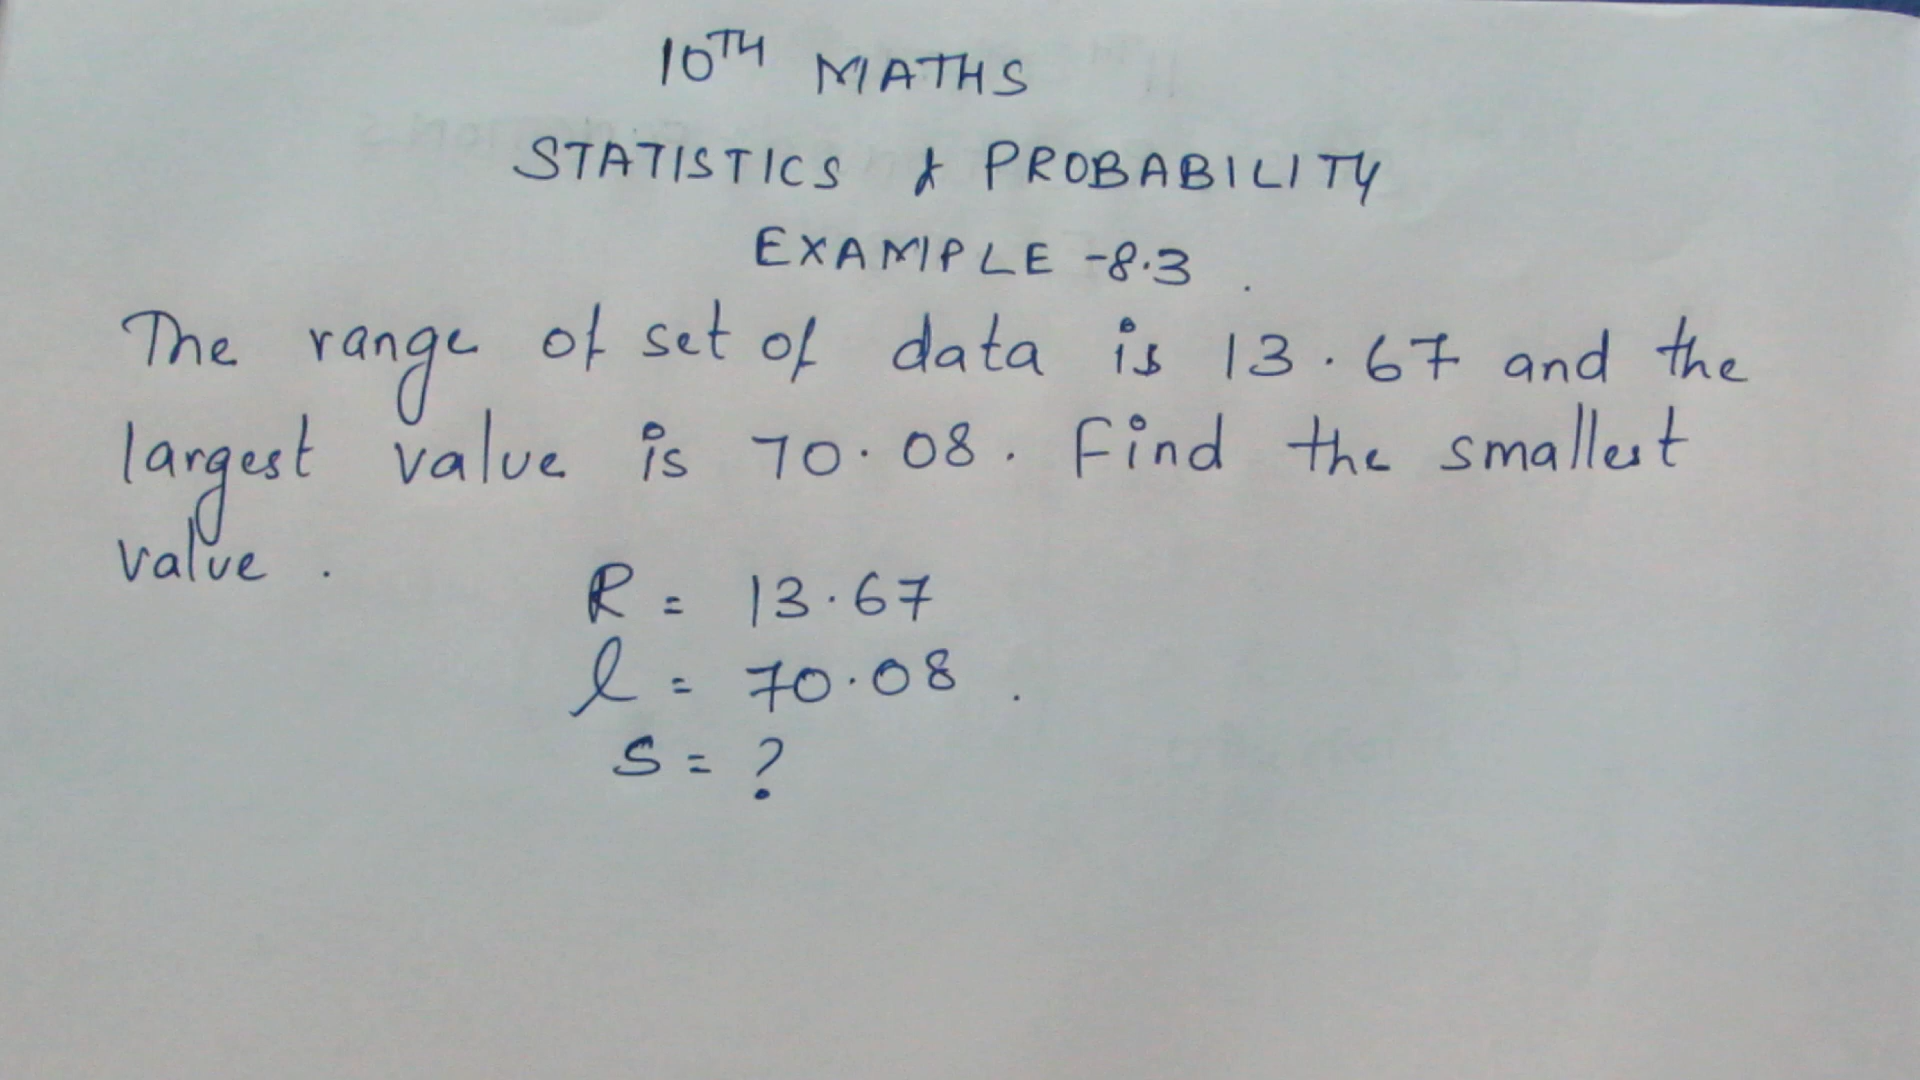 10TH MATHS
STATISTICS & PROBABILITY
EXAMPLE -8.3.
The range of set of data is 13.67 and the
largest value is 70.08. Find the smallest
value.
R = 13.67
l = 70.08.
S = ?